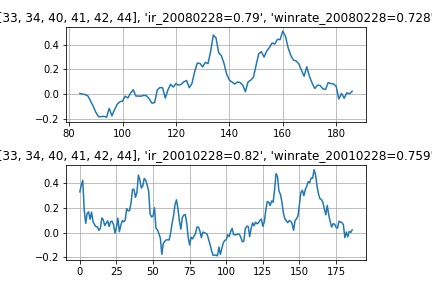 [33, 34, 40, 41, 42, 44], 'ir_20080228=0.79', 'winrate_20080228=0.728'
0.4
0.2
0.0
−0.2
80 100 120 140 160 180
[33, 34, 40, 41, 42, 44], 'ir_20010228=0.82', 'winrate_20010228=0.759'
0.4
0.2
0.0
−0.2
0 25 50 75 100 125 150 175